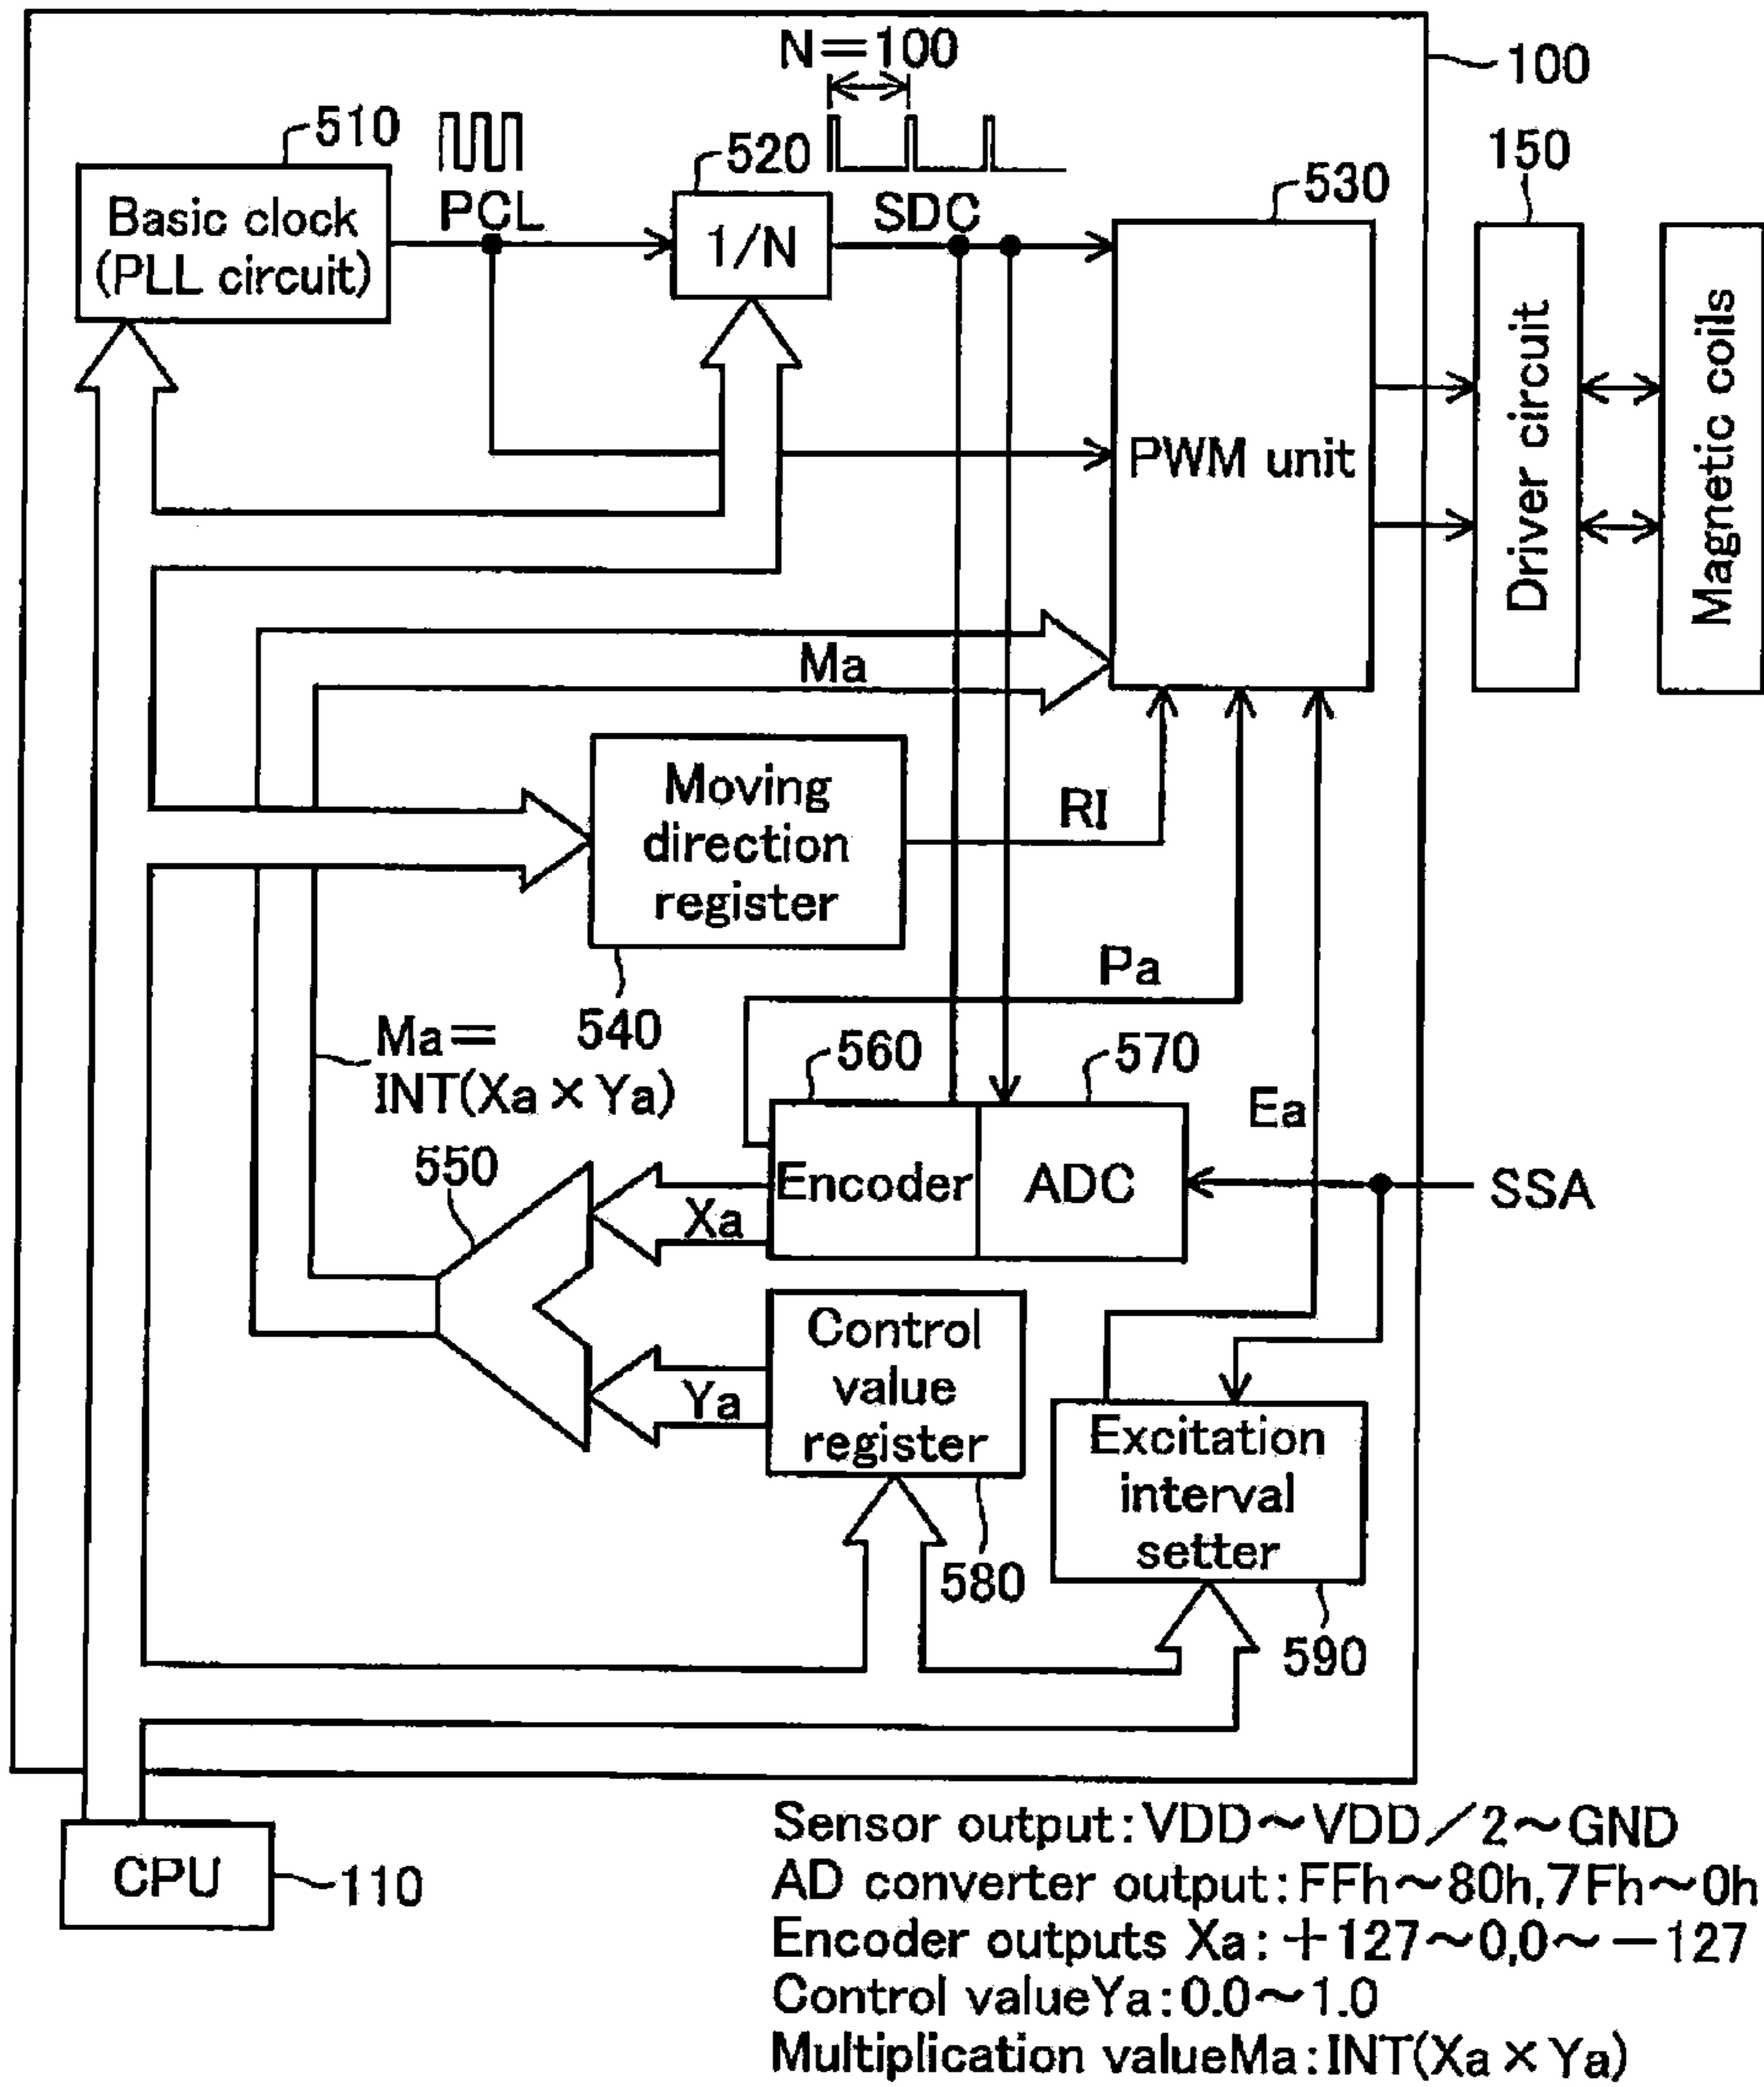 N=100
100
510
PCL
520
SDC
530
150
Basic clock
(PLL circuit)
1/N
PWM unit
Driver circuit
Magnetic coils
Ma
Moving
direction
register
RI
540
Pa
Ma=
INT(Xa×Ya)
560
570
Ea
550
Encoder
ADC
SSA
Xa
Control
value
register
Ya
Excitation
interval
setter
580
590
CPU
110
Sensor output:VDD～VDD／2～GND
AD converter output:FFh～80h,7Fh～0h
Encoder outputs Xa:＋127～0,0～－127
Control valueYa:0.0～1.0
Multiplication valueMa:INT(Xa×Ya)